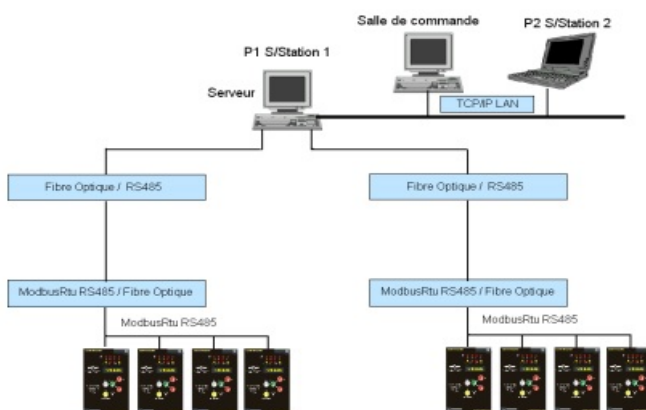 Salle de commande
P2 S/Station 2
P1 S/Station 1
Serveur
TCP/IP LAN
Fibre Optique / RS485
Fibre Optique / RS485
ModbusRtu RS485 / Fibre Optique
ModbusRtu RS485 / Fibre Optique
ModbusRtu RS485
ModbusRtu RS485